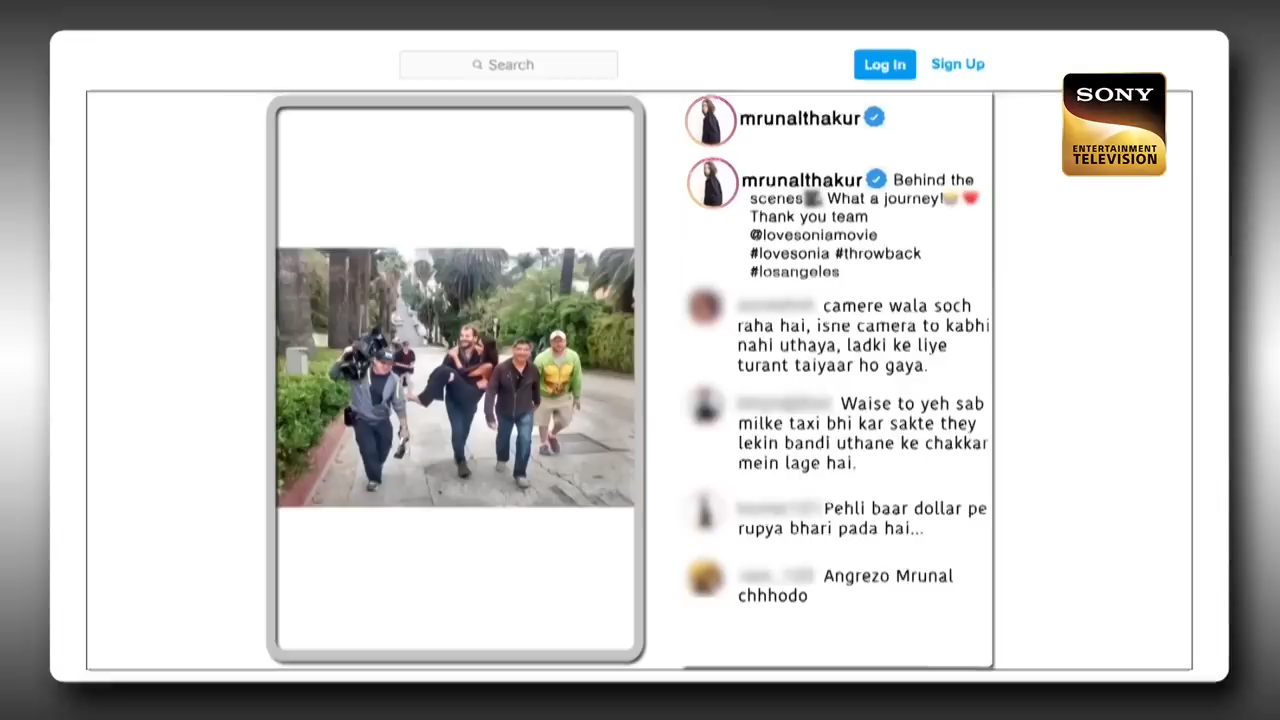 Search
Log In
Sign Up
SONY
ENTERTAINMENT
TELEVISION
mrunalthakur
mrunalthakur Behind the
scenes What a journey!
Thank you team
@lovesoniamovie
#lovesonia #throwback
#losangeles
camere wala soch
raha hai, isne camera to kabhi
nahi uthaya, ladki ke liye
turant taiyaar ho gaya.
Waise to yeh sab
milke taxi bhi kar sakte they
lekin bandi uthane ke chakkar
mein lage hai.
Pehli baar dollar pe
rupya bhari pada hai...
Angrezo Mrunal
chhhodo